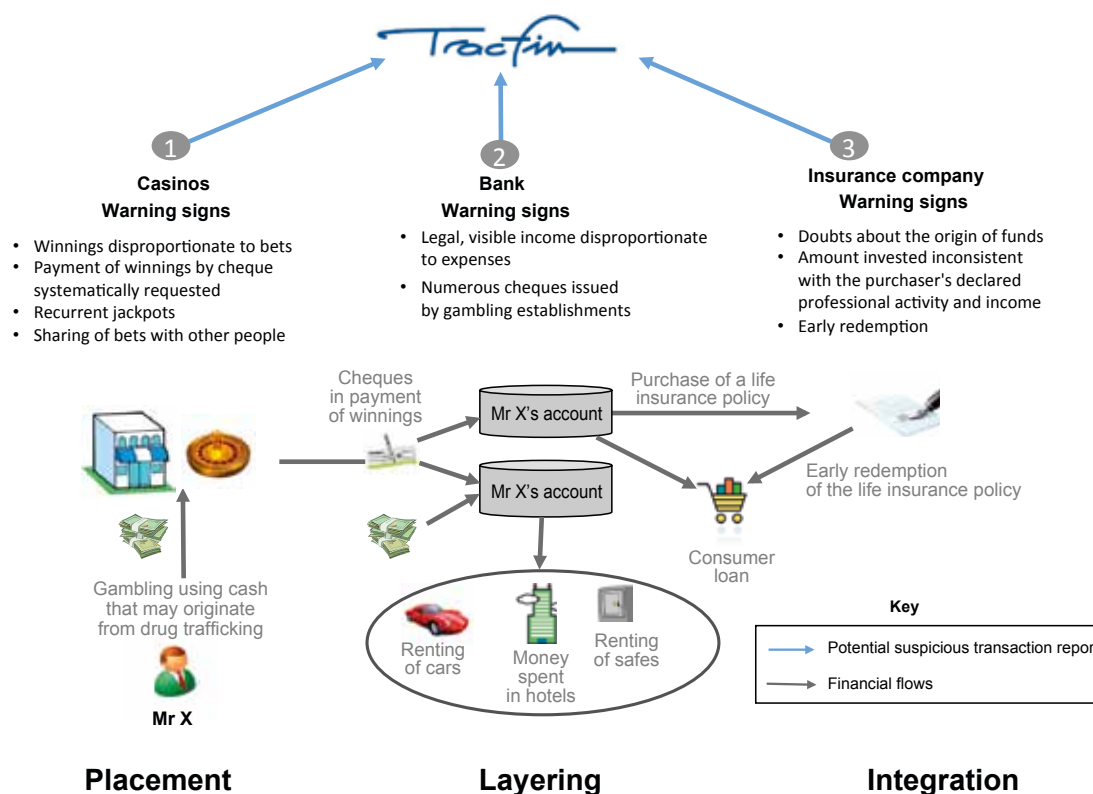 Tracfin
1
2
3
Casinos
Warning signs
• Winnings disproportionate to bets
• Payment of winnings by cheque
systematically requested
• Recurrent jackpots
• Sharing of bets with other people
Bank
Warning signs
• Legal, visible income disproportionate
to expenses
• Numerous cheques issued
by gambling establishments
Insurance company
Warning signs
• Doubts about the origin of funds
• Amount invested inconsistent
with the purchaser's declared
professional activity and income
• Early redemption
Cheques
in payment
of winnings
Mr X's account
Purchase of a life
insurance policy
Mr X's account
Early redemption
of the life insurance policy
Consumer
loan
Gambling using cash
that may originate
from drug trafficking
Mr X
Renting
of cars
Money
spent
in hotels
Renting
of safes
Key
Potential suspicious transaction report
Financial flows
Placement
Layering
Integration